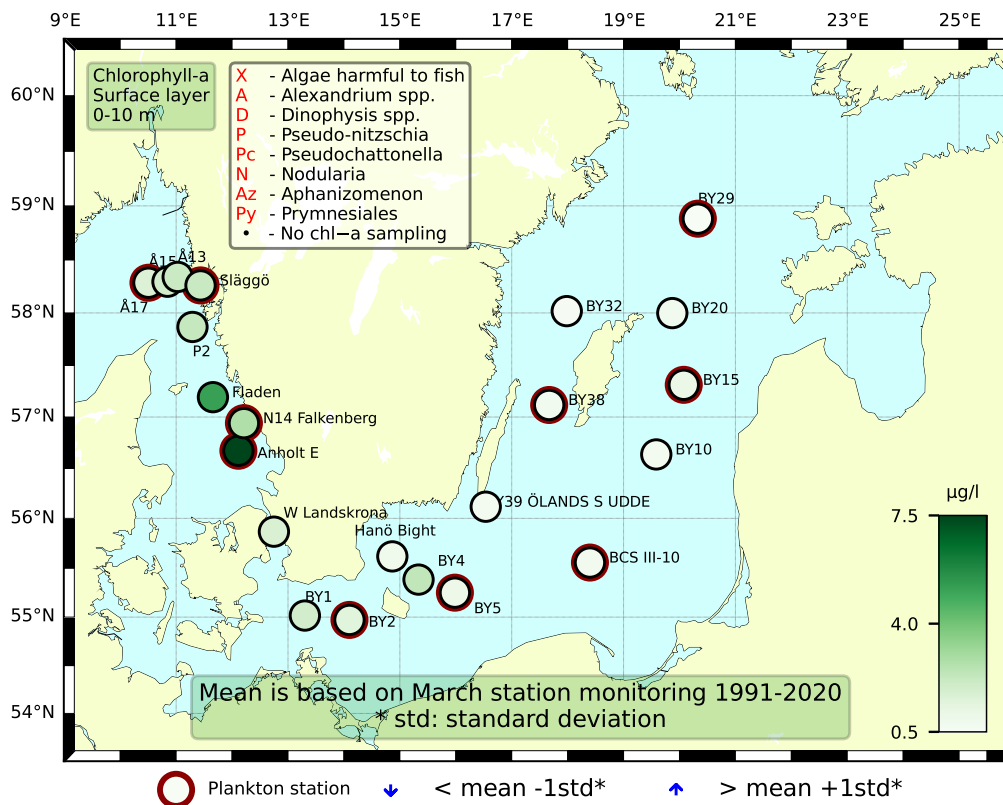 9°E 11°E 13°E 15°E 17°E 19°E 21°E 23°E 25°E
60°N
59°N
58°N
57°N
56°N
55°N
54°N
Chlorophyll-a
Surface layer
0-10 m
X - Algae harmful to fish
A - Alexandrium spp.
D - Dinophysis spp.
P - Pseudo-nitzschia
Pc - Pseudochattonella
N - Nodularia
Az - Aphanizomenon
Py - Prymnesiales
• - No chl−a sampling
BY29
Å15
Å13
Släggö
Å17
BY32
BY20
P2
BY15
Fladen
BY38
N14 Falkenberg
Anholt E
BY10
Y39 ÖLANDS S UDDE
W Landskrona
Hanö Bight
BCS III-10
BY4
BY1
BY5
BY2
µg/l
7.5
4.0
0.5
Mean is based on March station monitoring 1991-2020
* std: standard deviation
Plankton station
< mean -1std*
> mean +1std*